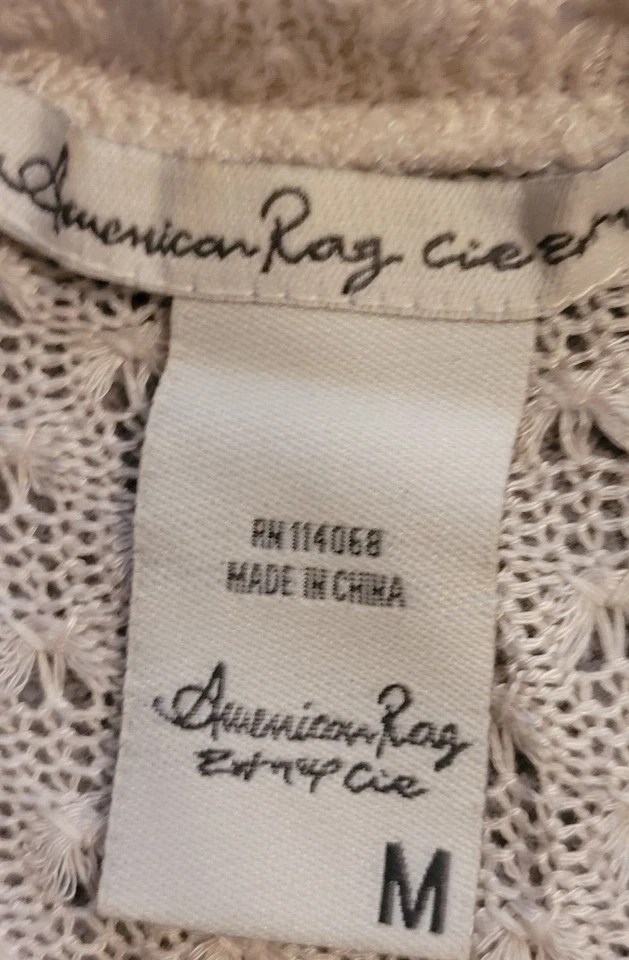 American Rag Cie
RN 114068
MADE IN CHINA
American Rag
Cie
M